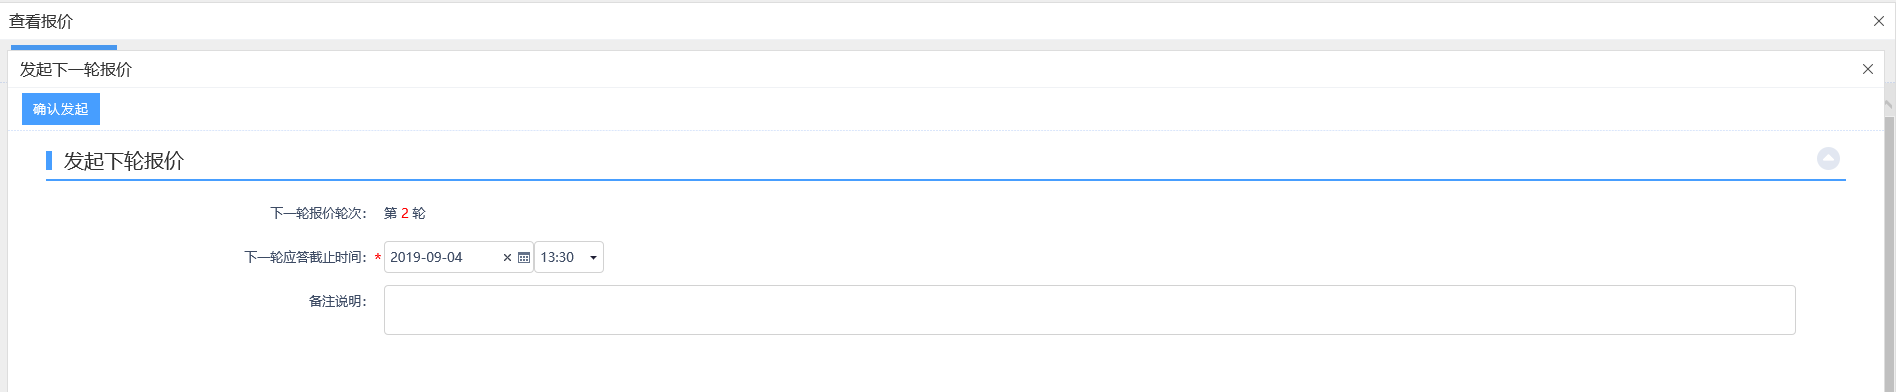 查看报价
发起下一轮报价
确认发起
发起下轮报价
下一轮报价轮次： 第 2 轮
下一轮应答截止时间：* 2019-09-04 13:30
备注说明：